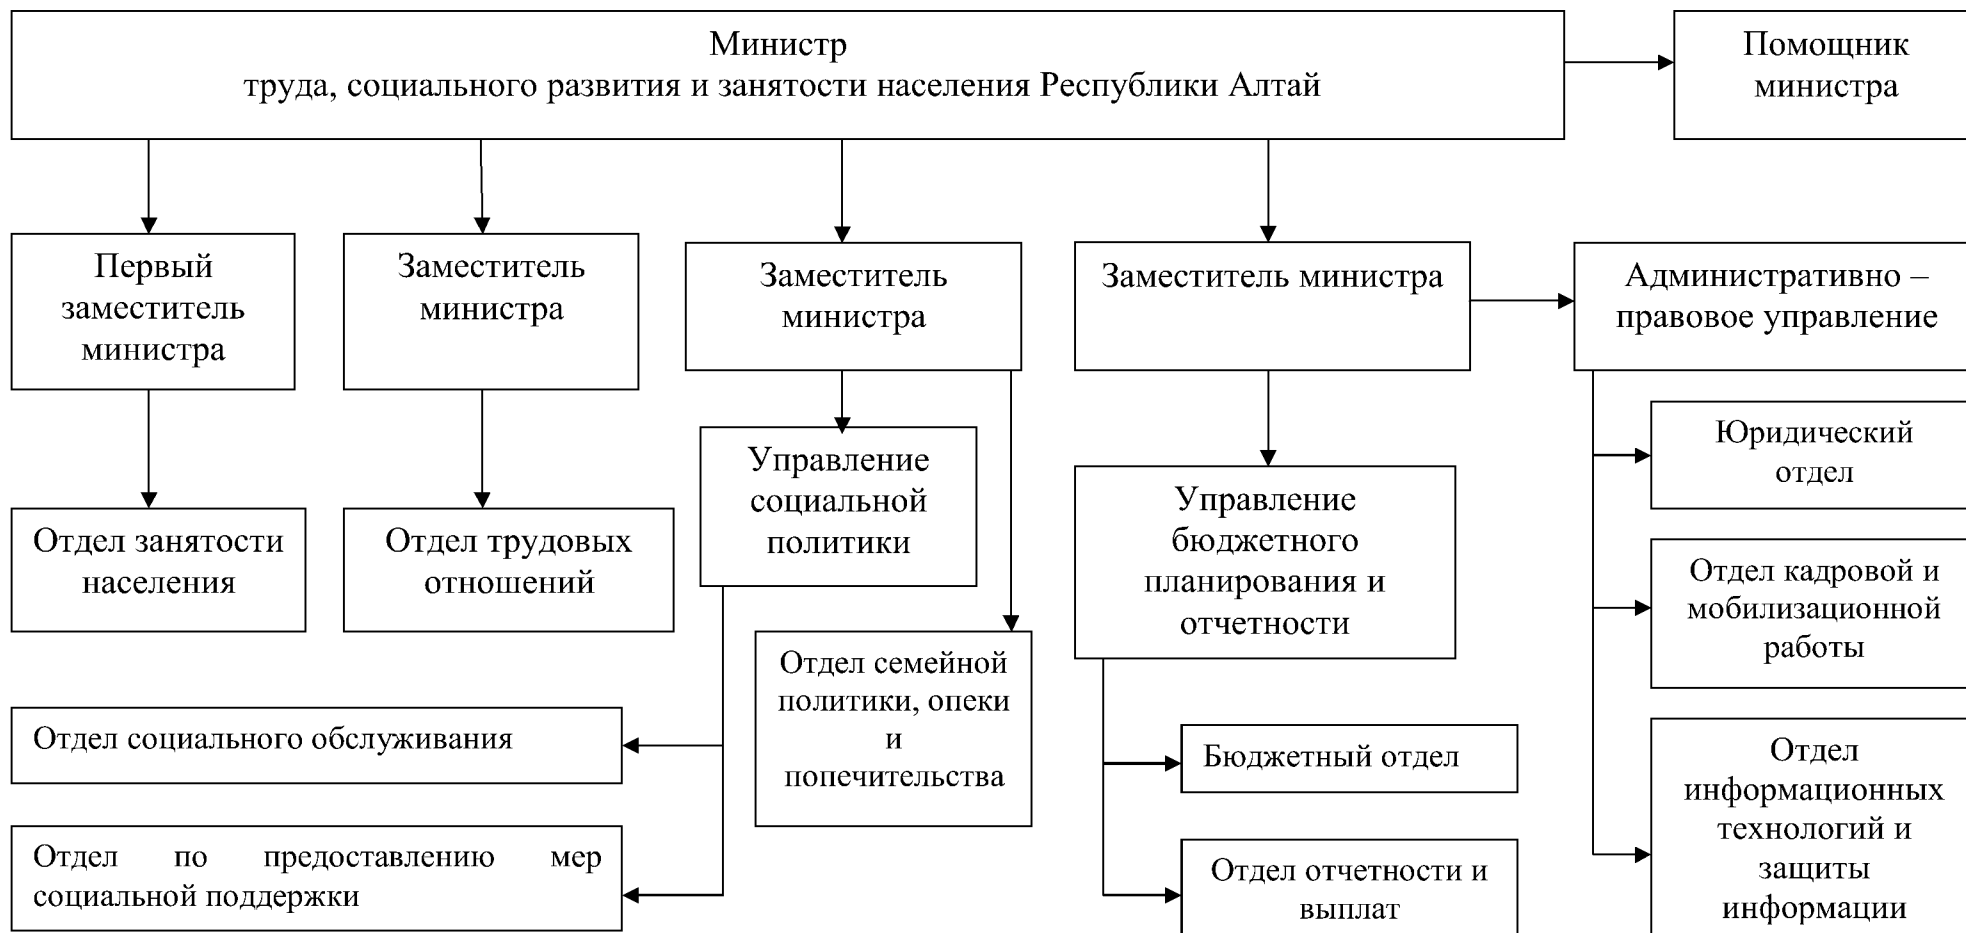 Министр
труда, социального развития и занятости населения Республики Алтай
Помощник
министра
Первый
заместитель
министра
Заместитель
министра
Заместитель
министра
Заместитель министра
Административно –
правовое управление
Отдел занятости
населения
Отдел трудовых
отношений
Управление
социальной
политики
Управление
бюджетного
планирования и
отчетности
Юридический
отдел
Отдел кадровой и
мобилизационной
работы
Отдел
информационных
технологий и
защиты
информации
Отдел социального обслуживания
Отдел по предоставлению мер
социальной поддержки
Отдел семейной
политики, опеки
и
попечительства
Бюджетный отдел
Отдел отчетности и
выплат